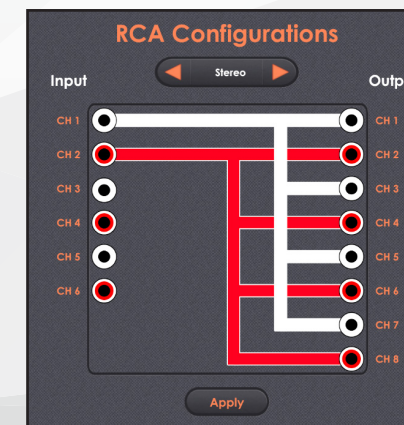 RCA Configurations
Stereo
Input Outp
CH 1 CH 1
CH 2 CH 2
CH 3 CH 3
CH 4 CH 4
CH 5 CH 5
CH 6 CH 6
CH 7
CH 8
Apply